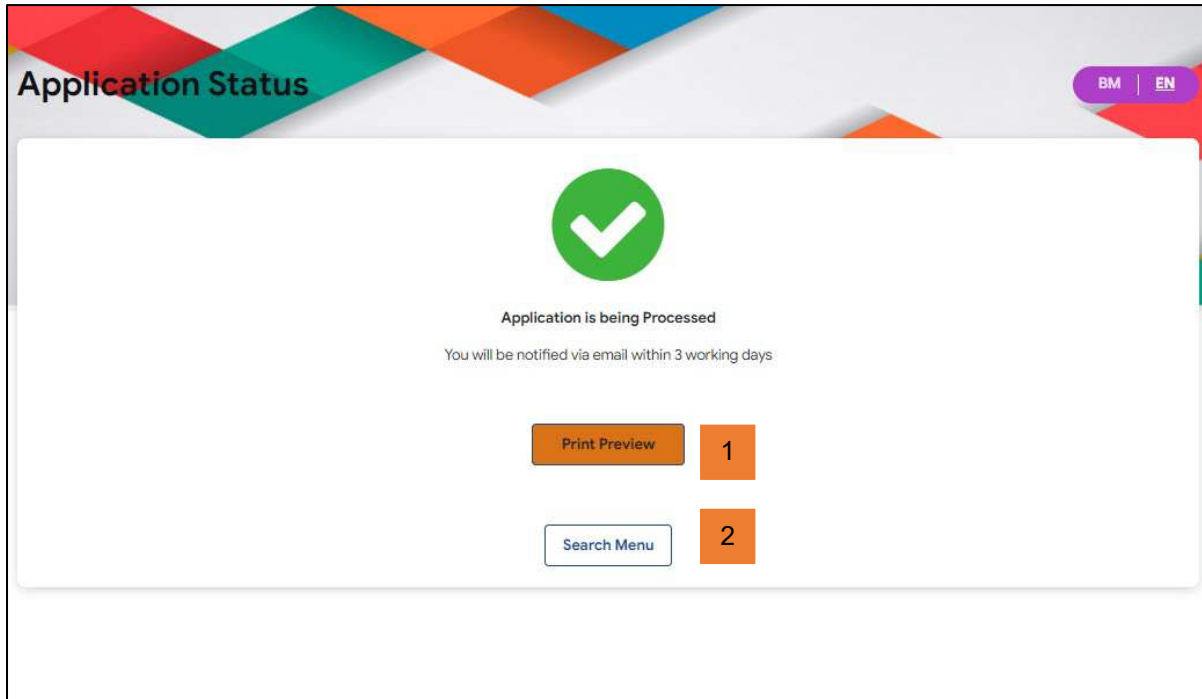 Application Status
BM | EN
Application is being Processed
You will be notified via email within 3 working days
Print Preview
1
Search Menu
2